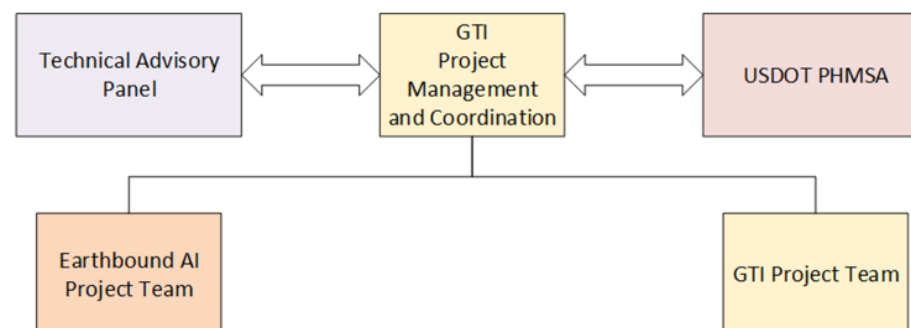 Technical Advisory
Panel
GTI
Project
Management
and Coordination
USDOT PHMSA
Earthbound AI
Project Team
GTI Project Team